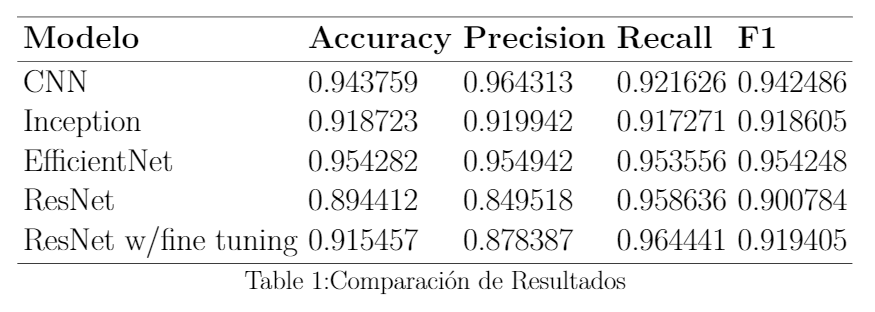 Modelo Accuracy Precision Recall F1
CNN 0.943759 0.964313 0.921626 0.942486
Inception 0.918723 0.919942 0.917271 0.918605
EfficientNet 0.954282 0.954942 0.953556 0.954248
ResNet 0.894412 0.849518 0.958636 0.900784
ResNet w/fine tuning 0.915457 0.878387 0.964441 0.919405
Table 1:Comparación de Resultados